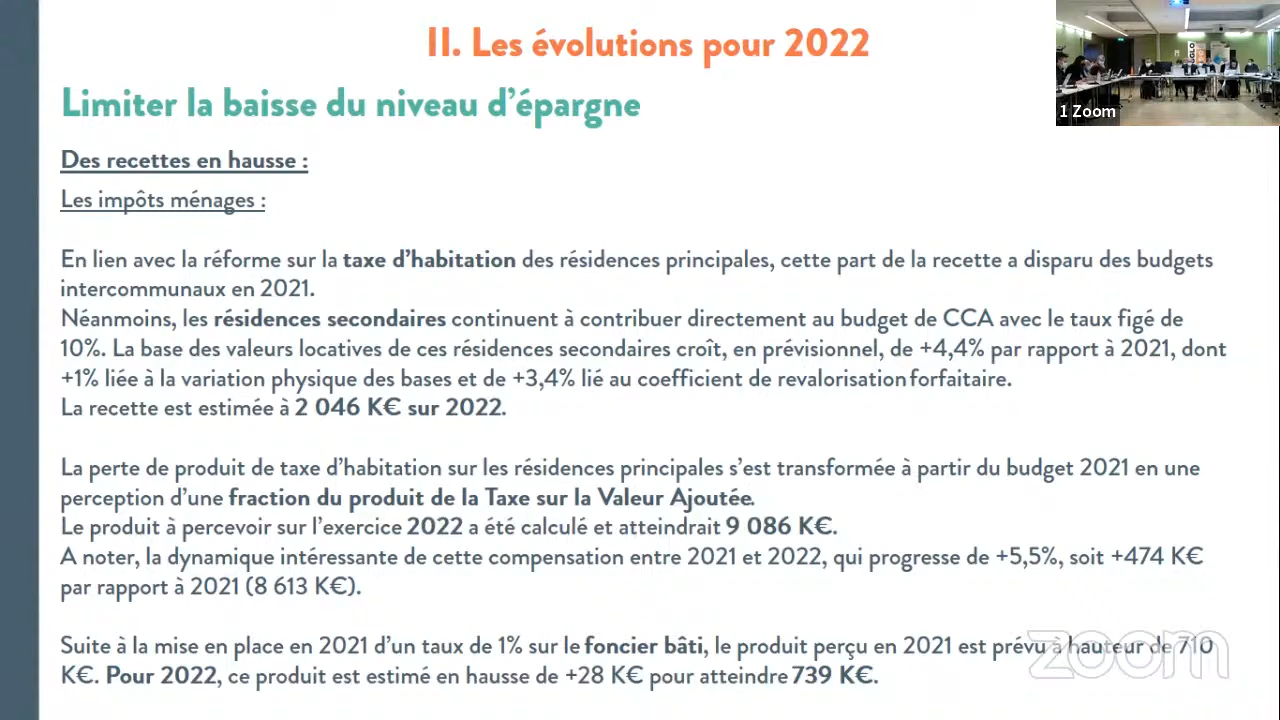 II. Les évolutions pour 2022
Limiter la baisse du niveau d'épargne
1 Zoom
Des recettes en hausse :
Les impôts ménages :
En lien avec la réforme sur la taxe d'habitation des résidences principales, cette part de la recette a disparu des budgets
intercommunaux en 2021.
Néanmoins, les résidences secondaires continuent à contribuer directement au budget de CCA avec le taux figé de
10%. La base des valeurs locatives de ces résidences secondaires croît, en prévisionnel, de +4,4% par rapport à 2021, dont
+1% liée à la variation physique des bases et de +3,4% lié au coefficient de revalorisation forfaitaire.
La recette est estimée à 2 046 K€ sur 2022.
La perte de produit de taxe d'habitation sur les résidences principales s'est transformée à partir du budget 2021 en une
perception d'une fraction du produit de la Taxe sur la Valeur Ajoutée.
Le produit à percevoir sur l'exercice 2022 a été calculé et atteindrait 9 086 K€.
A noter, la dynamique intéressante de cette compensation entre 2021 et 2022, qui progresse de +5,5%, soit +474 K€
par rapport à 2021 (8 613 K€).
Suite à la mise en place en 2021 d'un taux de 1% sur le foncier bâti, le produit perçu en 2021 est prévu à hauteur de 710
K€. Pour 2022, ce produit est estimé en hausse de +28 K€ pour atteindre 739 K€.
zoom